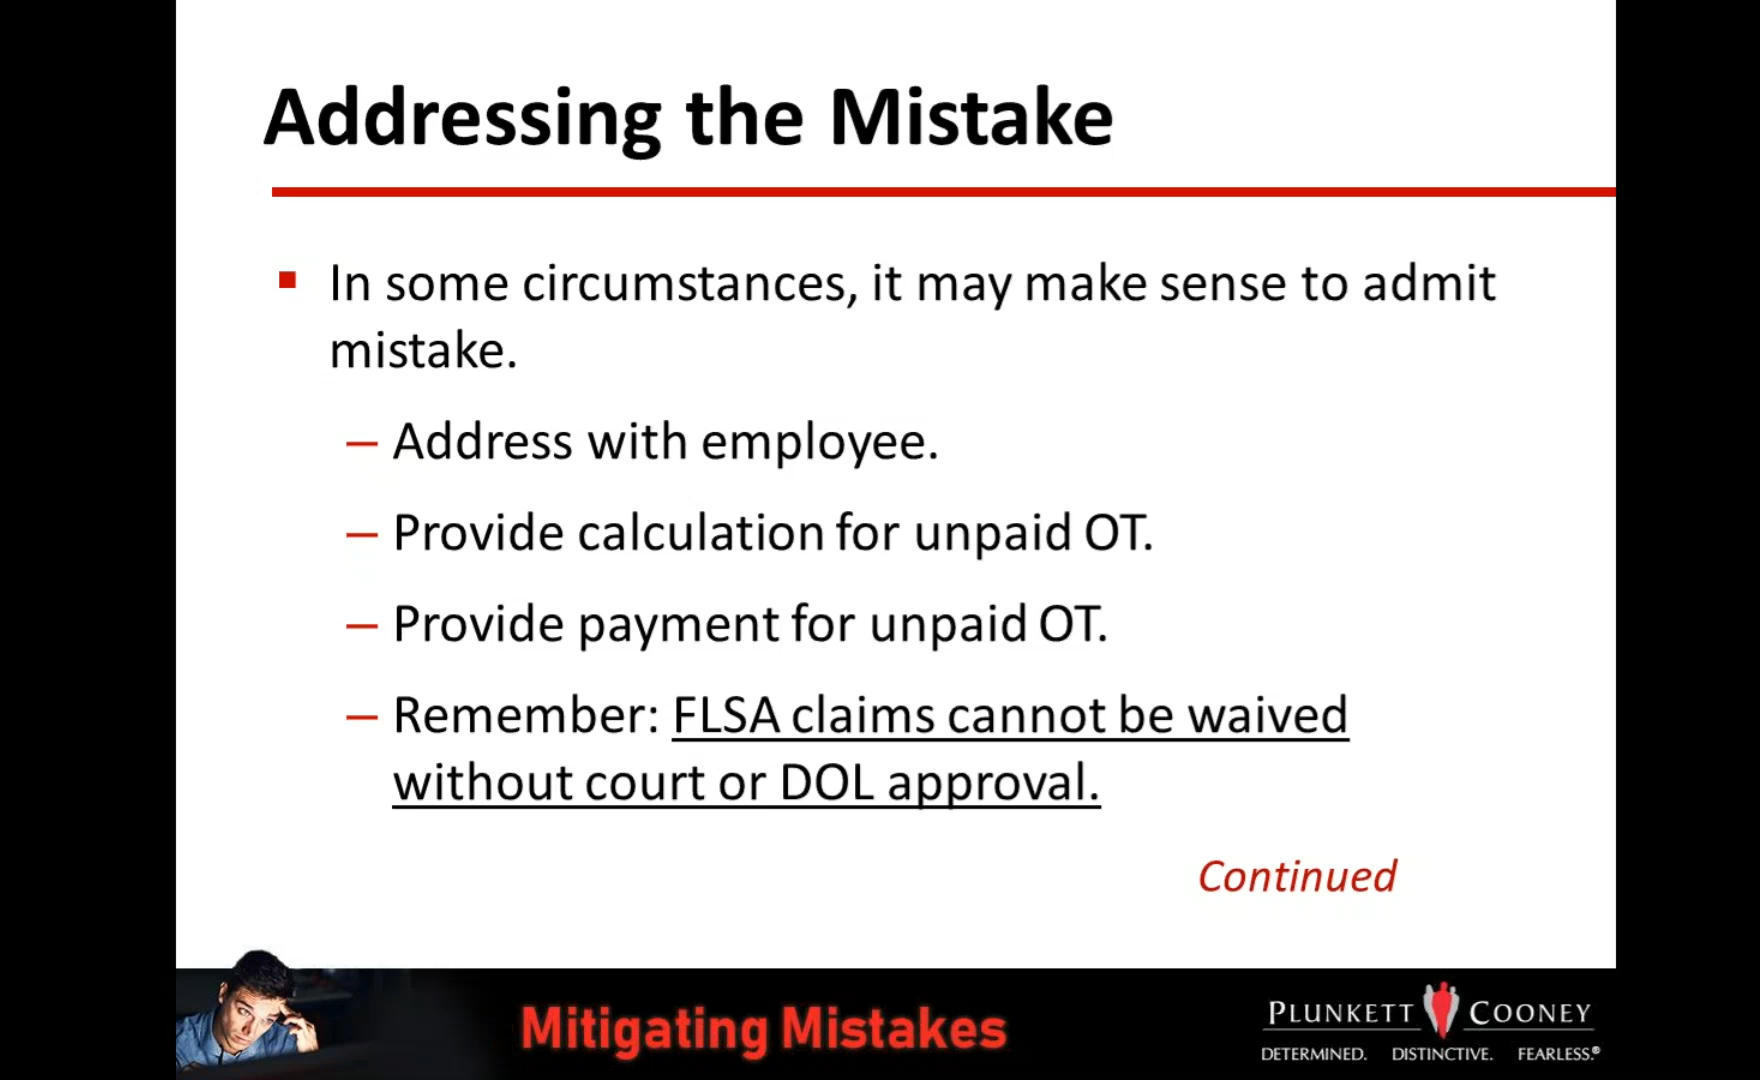 Addressing the Mistake
▪ In some circumstances, it may make sense to admit
mistake.
– Address with employee.
– Provide calculation for unpaid OT.
– Provide payment for unpaid OT.
– Remember: FLSA claims cannot be waived
without court or DOL approval.
Continued
Mitigating Mistakes
PLUNKETT COONEY
DETERMINED. DISTINCTIVE. FEARLESS.®